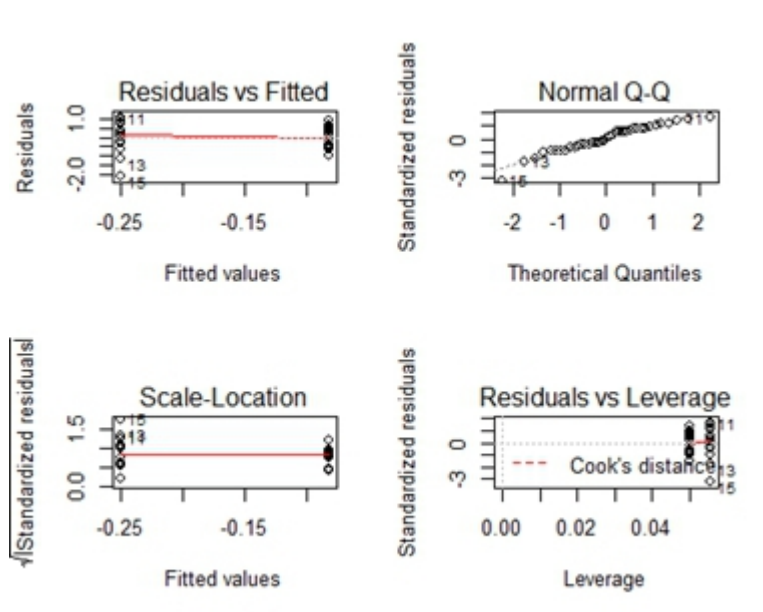 Residuals vs Fitted
Residuals
1.0
-2.0
11
13
15
-0.25
-0.15
Fitted values
Normal Q-Q
Standardized residuals
0
-3
11
13
15
-2
-1
0
1
2
Theoretical Quantiles
Scale-Location
√|Standardized residuals|
1.5
0.0
15
13
-0.25
-0.15
Fitted values
Residuals vs Leverage
Standardized residuals
0
-3
11
Cook's distance
13
15
0.00
0.02
0.04
Leverage